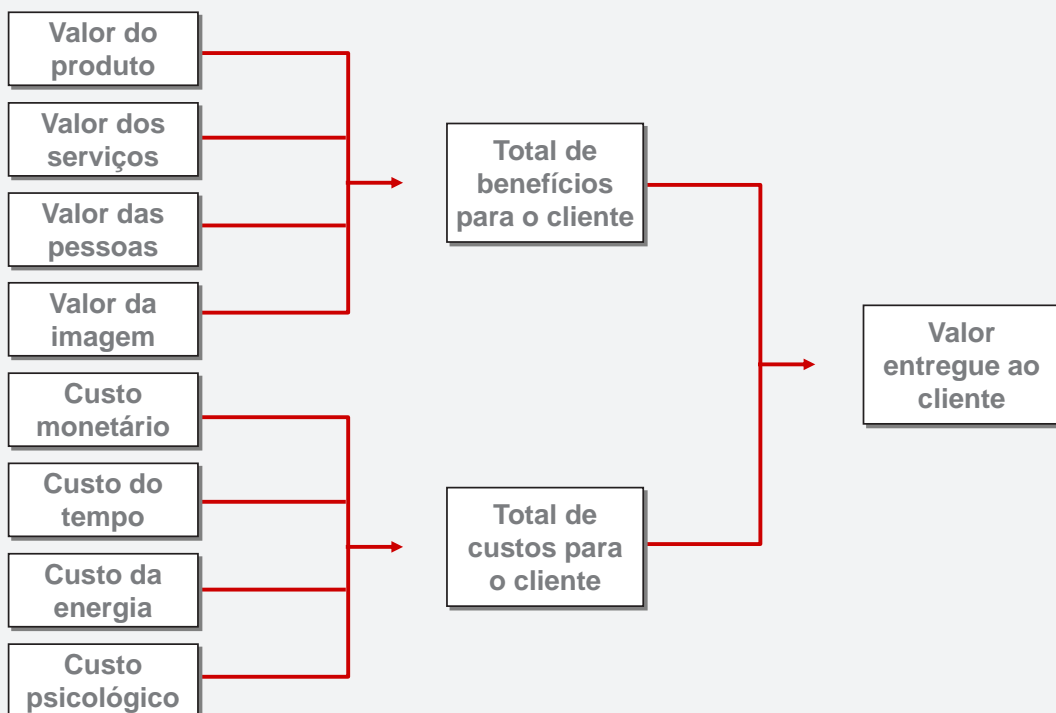 Valor do
produto
Valor dos
serviços
Valor das
pessoas
Valor da
imagem
Custo
monetário
Custo do
tempo
Custo da
energia
Custo
psicológico
Total de
benefícios
para o cliente
Total de
custos para
o cliente
Valor
entregue ao
cliente